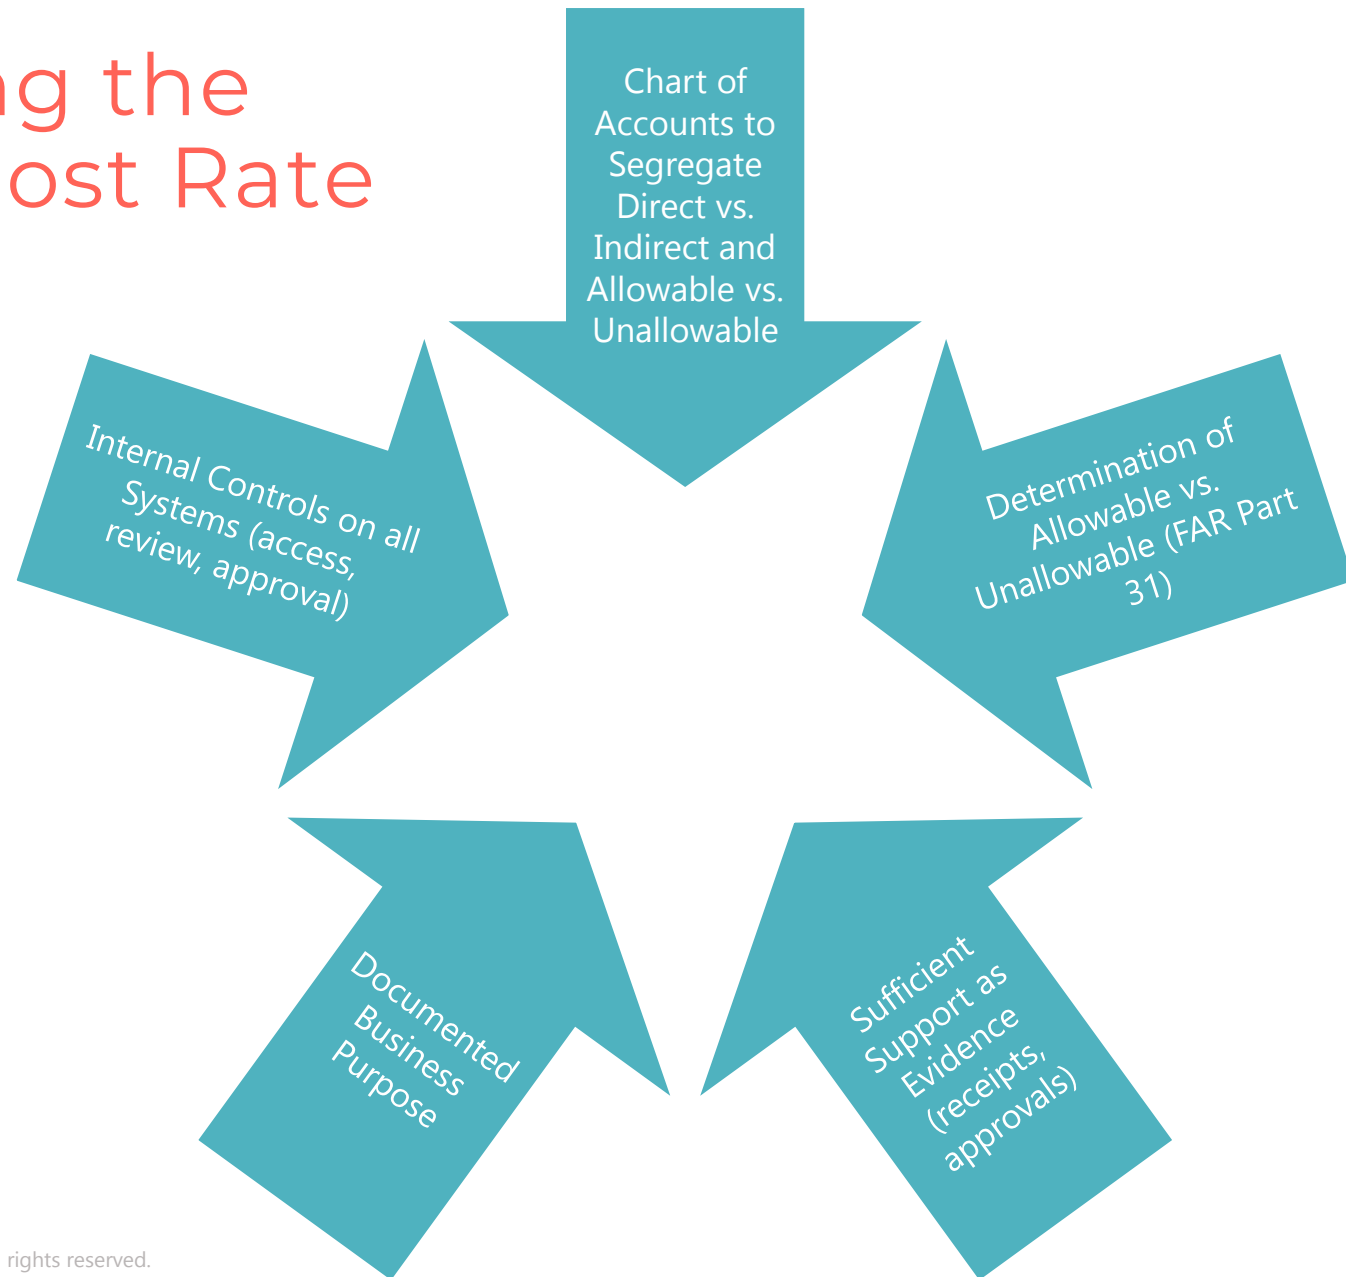 ng the
ost Rate
Chart of
Accounts to
Segregate
Direct vs.
Indirect and
Allowable vs.
Unallowable
Internal Controls on all
Systems (access,
review, approval)
Determination of
Allowable vs.
Unallowable (FAR Part
31)
Documented
Business
Purpose
Sufficient
Support as
Evidence
(receipts,
approvals)
rights reserved.